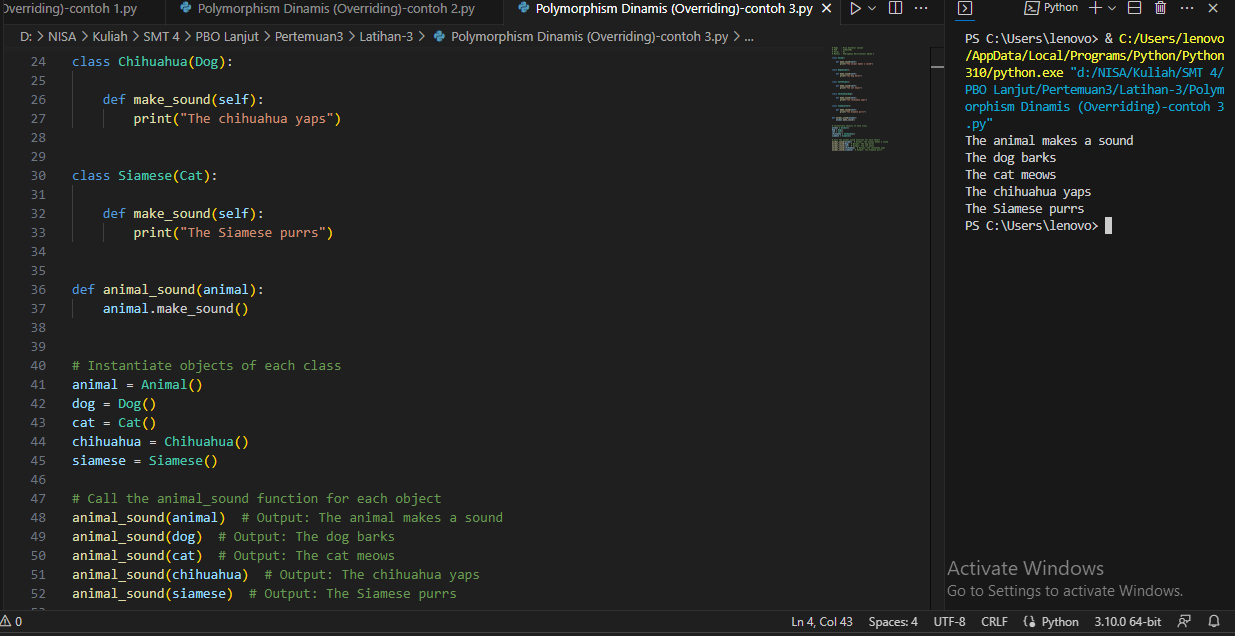 Overriding)-contoh 1.py
Polymorphism Dinamis (Overriding)-contoh 2.py
Polymorphism Dinamis (Overriding)-contoh 3.py
D: > NISA > Kuliah > SMT 4 > PBO Lanjut > Pertemuan3 > Latihan-3 > Polymorphism Dinamis (Overriding)-contoh 3.py > ...
24 class Chihuahua(Dog):
25
26     def make_sound(self):
27         print("The chihuahua yaps")
28
29
30 class Siamese(Cat):
31
32     def make_sound(self):
33         print("The Siamese purrs")
34
35
36 def animal_sound(animal):
37     animal.make_sound()
38
39
40 # Instantiate objects of each class
41 animal = Animal()
42 dog = Dog()
43 cat = Cat()
44 chihuahua = Chihuahua()
45 siamese = Siamese()
46
47 # Call the animal_sound function for each object
48 animal_sound(animal)  # Output: The animal makes a sound
49 animal_sound(dog)  # Output: The dog barks
50 animal_sound(cat)  # Output: The cat meows
51 animal_sound(chihuahua)  # Output: The chihuahua yaps
52 animal_sound(siamese)  # Output: The Siamese purrs
Python
PS C:\Users\lenovo> & C:/Users/lenovo
/AppData/Local/Programs/Python/Python
310/python.exe "d:/NISA/Kuliah/SMT 4/
PBO Lanjut/Pertemuan3/Latihan-3/Polym
orphism Dinamis (Overriding)-contoh 3
.py"
The animal makes a sound
The dog barks
The cat meows
The chihuahua yaps
The Siamese purrs
PS C:\Users\lenovo>
Activate Windows
Go to Settings to activate Windows.
0
Ln 4, Col 43 Spaces: 4 UTF-8 CRLF Python 3.10.0 64-bit